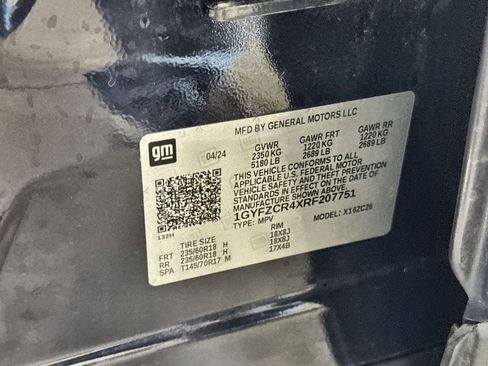 MFD BY GENERAL MOTORS LLC
gm
04/24
GVWR GAWR FRT GAWR RR
2350 KG 1220 KG 1220 KG
5180 LB 2689 LB 2689 LB
THIS VEHICLE CONFORMS TO ALL
APPLICABLE U.S. FEDERAL MOTOR
VEHICLE SAFETY AND THEFT PREVENTION
STANDARDS IN EFFECT ON THE DATE OF
MANUFACTURE SHOWN ABOVE.
1GYFZCR4XRF207751
TYPE: MPV MODEL: X16ZC26
132H
TIRE SIZE RIM
FRT 235/60R18 H 18X8J
RR 235/60R18 H 18X8J
SPA T145/70R17 M 17X4B